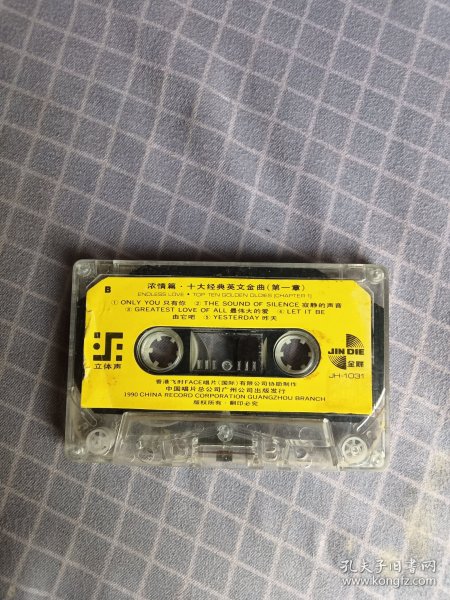 浓情篇·十大经典英文金曲(第一章)
B
ENDLESS LOVE • TOP TEN GOLDEN OLDIES (CHAPTER 1)
① ONLY YOU 只有你 ② THE SOUND OF SILENCE 寂静的声音
③ GREATEST LOVE OF ALL 最伟大的爱 ④ LET IT BE
由它吧 ⑤ YESTERDAY 昨天
立体声
JIN DIE
金碟
JH-1031
香港飞时FACE唱片(国际)有限公司协助制作
中国唱片总公司广州公司出版发行
1990 CHINA RECORD CORPORATION GUANGZHOU BRANCH
版权所有 翻印必究
孔夫子旧书网
www.kongfz.com